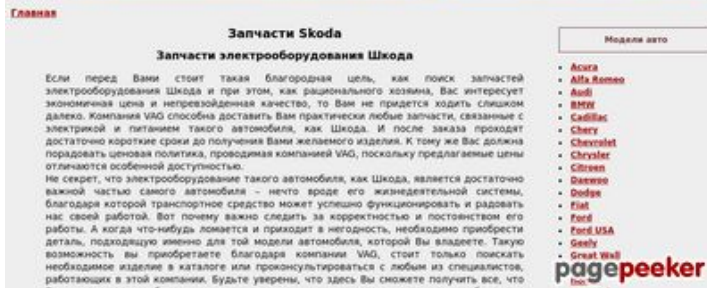 Главная
Запчасти Skoda
Запчасти электрооборудования Шкода
Если перед Вами стоит такая благородная цель, как поиск запчастей
электрооборудования Шкода и при этом, как рационального хозяина, Вас интересует
экономичная цена и непревзойденная качество, то Вам не придется ходить слишком
далеко. Компания VAG способна доставить Вам практически любые запчасти, связанные с
электрикой и питанием такого автомобиля, как Шкода. И после заказа проходят
достаточно короткие сроки до получения Вами желаемого изделия. К тому же Вас должна
порадовать ценовая политика, проводимая компанией VAG, поскольку предлагаемые цены
отличаются особенной доступностью.
Не секрет, что электрооборудование такого автомобиля, как Шкода, является достаточно
важной частью самого автомобиля – нечто вроде его жизнедеятельной системы,
благодаря которой транспортное средство может успешно функционировать и радовать
нас своей работой. Вот почему важно следить за корректностью и постоянством его
работы. А когда что-нибудь ломается и приходит в негодность, необходимо приобрести
деталь, подходящую именно для той модели автомобиля, которой Вы владеете. Такую
возможность вы приобретаете благодаря компании VAG, стоит только поискать
необходимое изделие в каталоге или проконсультироваться с любым из специалистов,
работающих в этой компании. Будьте уверены, что здесь Вы сможете получить все, что
Модели авто
Acura
Alfa Romeo
Audi
BMW
Cadillac
Chery
Chevrolet
Chrysler
Citroen
Daewoo
Dodge
Fiat
Ford
Ford USA
Geely
Great Wall
pagepeeker